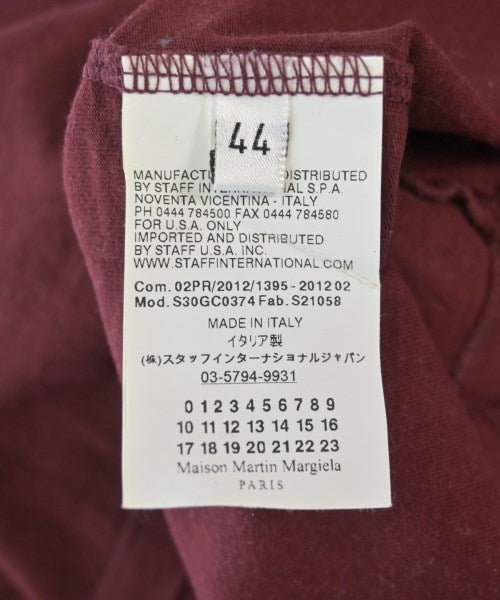 44
MANUFACTU DISTRIBUTED
BY STAFF INTERNATIONAL S.P.A.
NOVENTA VICENTINA - ITALY
PH 0444 784500 FAX 0444 784580
FOR U.S.A. ONLY
IMPORTED AND DISTRIBUTED
BY STAFF U.S.A. INC.
WWW.STAFFINTERNATIONAL.COM
Com. 02PR/2012/1395 - 2012 02
Mod. S30GC0374 Fab. S21058
MADE IN ITALY
イタリア製
(株)スタッフインターナショナルジャパン
03-5794-9931
0 1 2 3 4 5 6 7 8 9
10 11 12 13 14 15 16
17 18 19 20 21 22 23
Maison Martin Margiela
PARIS